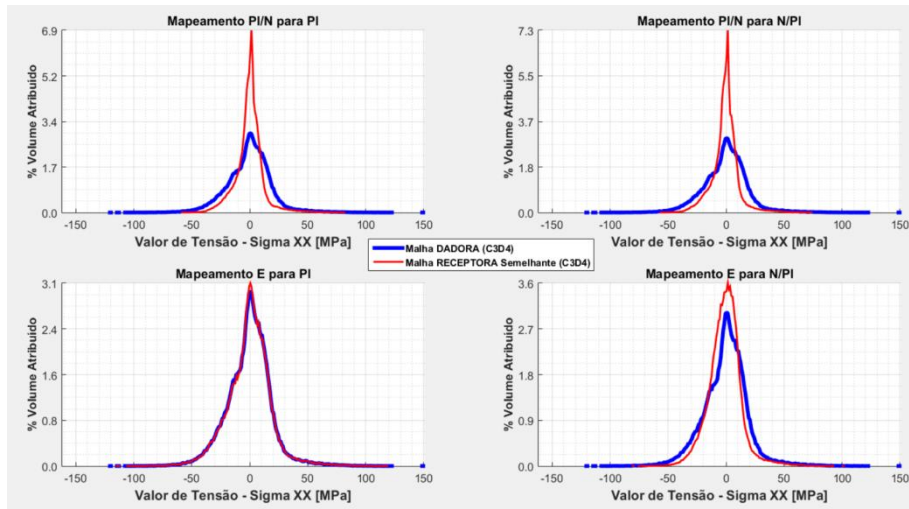 Mapeamento PI/N para PI
6.9
5.2
3.4
1.7
0.0
% Volume Atribuido
-150 -100 -50 0 50 100 150
Valor de Tensão - Sigma XX [MPa]
Mapeamento PI/N para N/PI
7.3
5.5
3.7
1.8
0.0
% Volume Atribuido
-150 -100 -50 0 50 100 150
Valor de Tensão - Sigma XX [MPa]
Malha DADORA (C3D4)
Malha RECEPTORA Semelhante (C3D4)
Mapeamento E para PI
3.1
2.4
1.6
0.8
0.0
% Volume Atribuido
-150 -100 -50 0 50 100 150
Valor de Tensão - Sigma XX [MPa]
Mapeamento E para N/PI
3.6
2.7
1.8
0.9
0.0
% Volume Atribuido
-150 -100 -50 0 50 100 150
Valor de Tensão - Sigma XX [MPa]